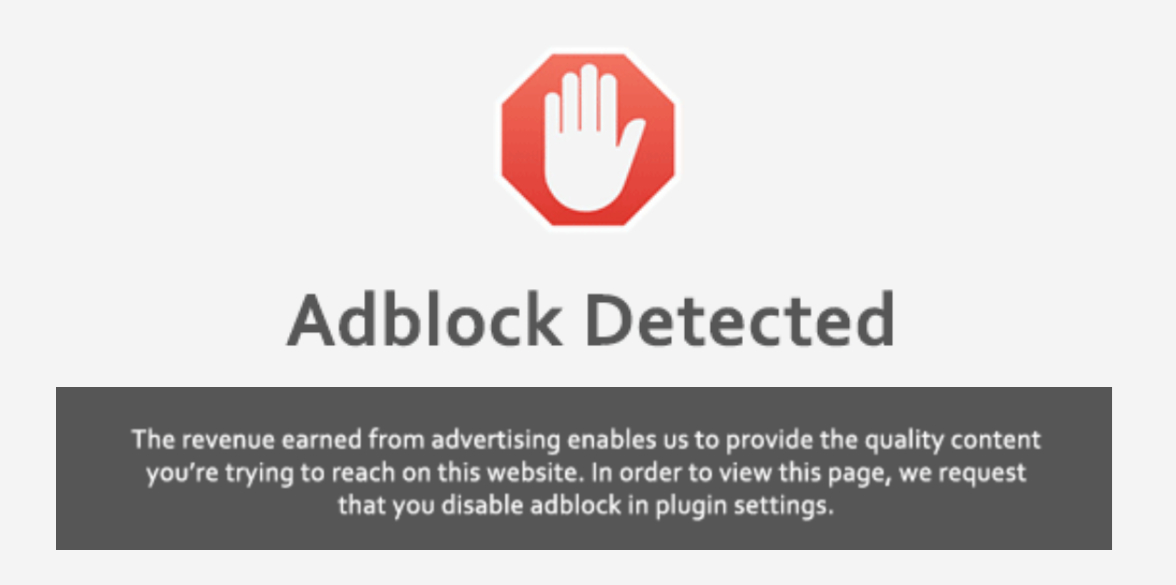 Adblock Detected
The revenue earned from advertising enables us to provide the quality content
you're trying to reach on this website. In order to view this page, we request
that you disable adblock in plugin settings.